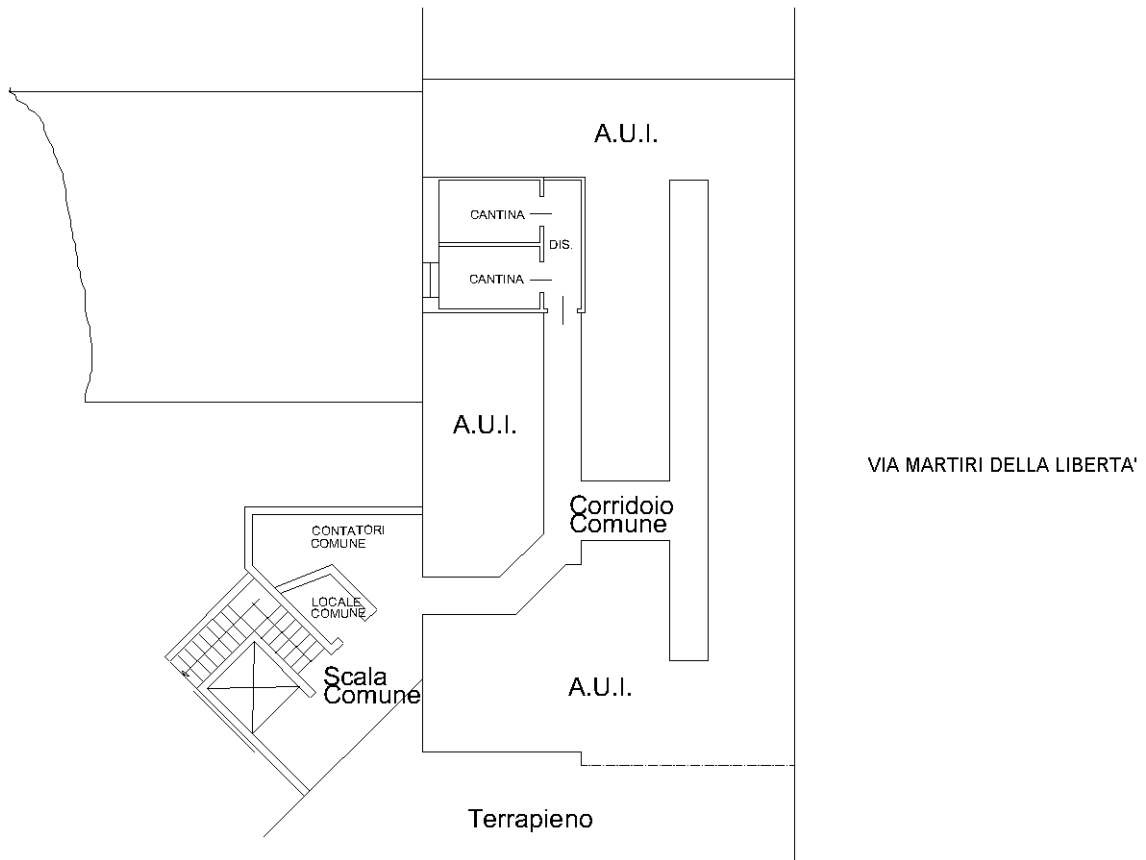 A.U.I.
CANTINA
DIS.
CANTINA
A.U.I.
VIA MARTIRI DELLA LIBERTA'
Corridoio
Comune
CONTATORI
COMUNE
LOCALE
COMUNE
Scala
Comune
A.U.I.
Terrapieno